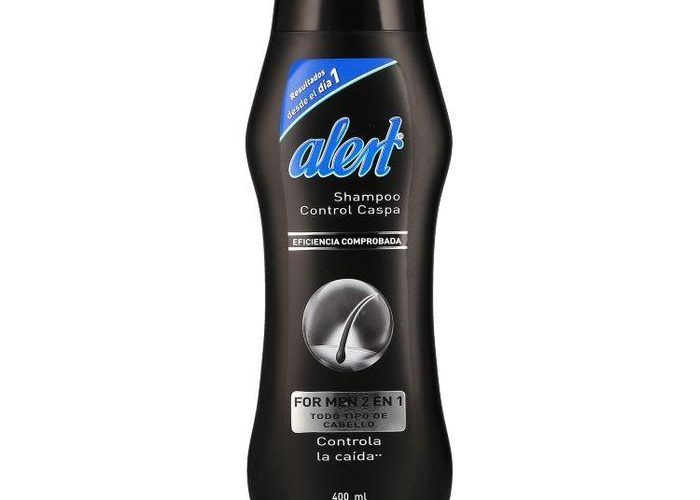 Resultados
desde el día 1
alert®
Shampoo
Control Caspa
EFICIENCIA COMPROBADA
FOR MEN 2 EN 1
TODO TIPO DE
CABELLO.
Controla
la caída**
400 ml